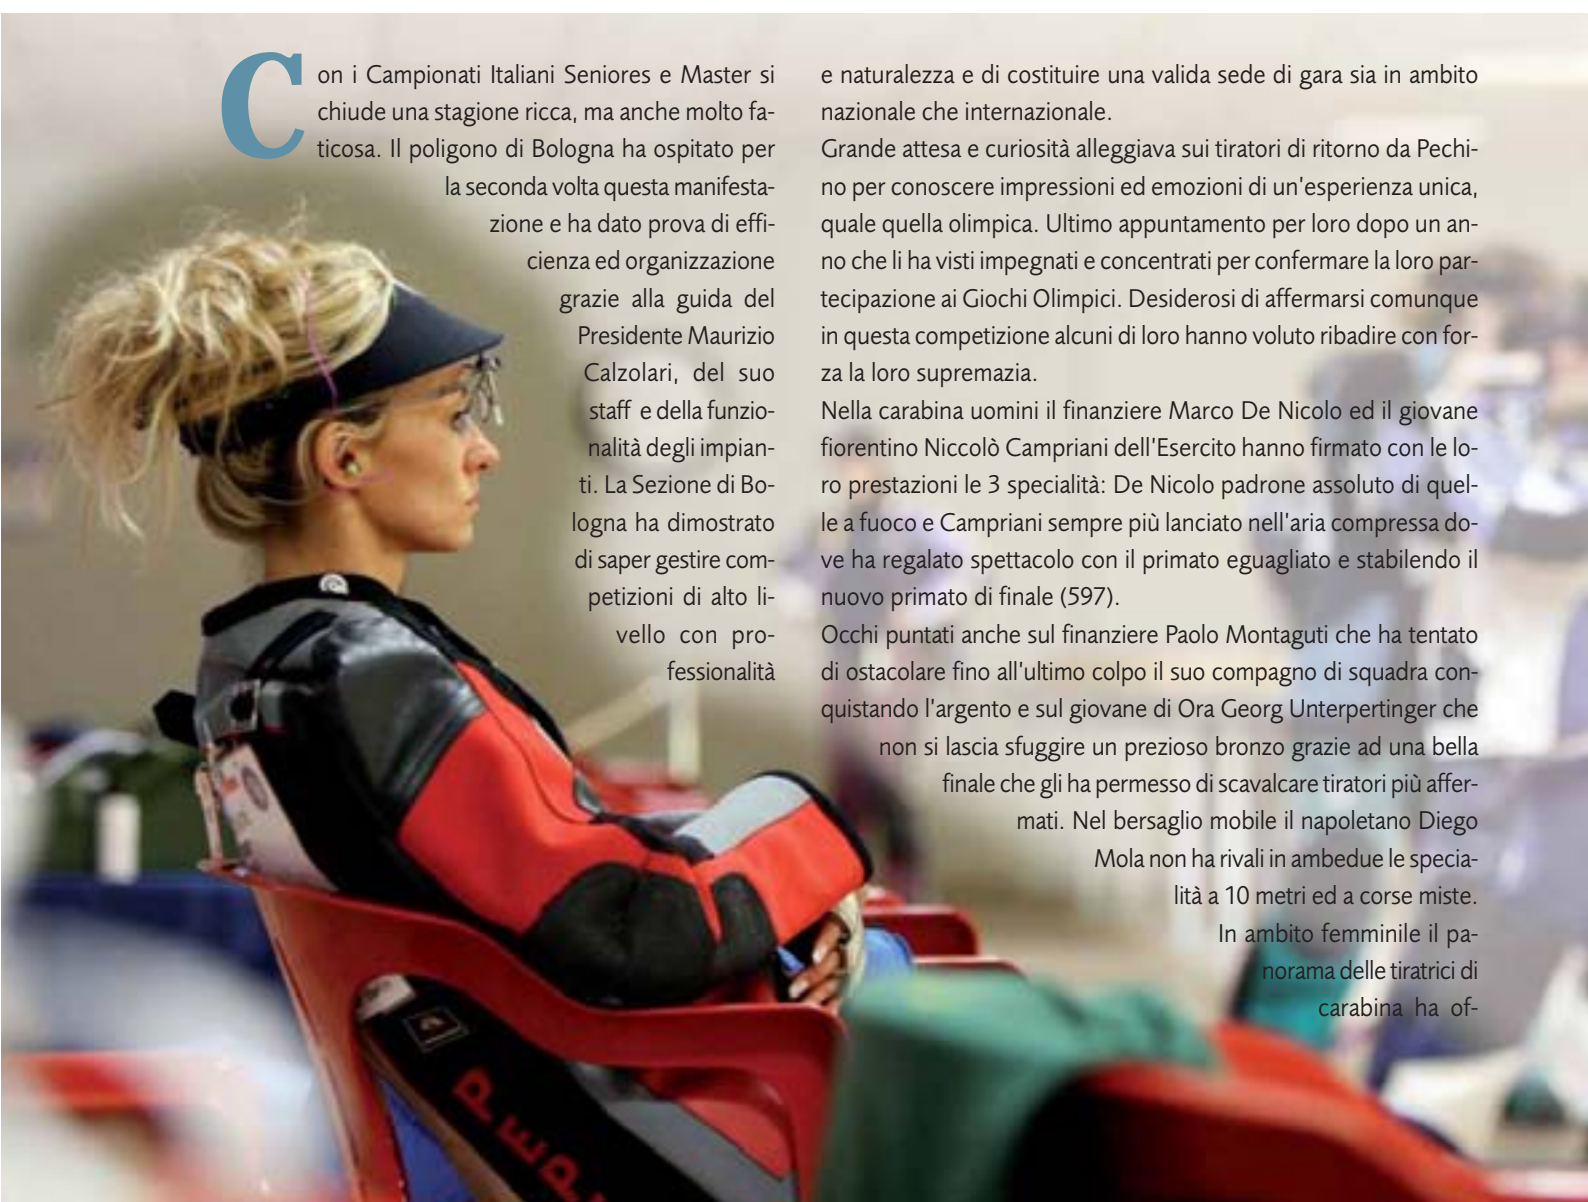 Con i Campionati Italiani Seniores e Master si
chiude una stagione ricca, ma anche molto fa-
ticosa. Il poligono di Bologna ha ospitato per
la seconda volta questa manifesta-
zione e ha dato prova di effi-
cienza ed organizzazione
grazie alla guida del
Presidente Maurizio
Calzolari, del suo
staff e della funzio-
nalità degli impian-
ti. La Sezione di Bo-
logna ha dimostrato
di saper gestire com-
petizioni di alto li-
vello con pro-
fessionalità
e naturalezza e di costituire una valida sede di gara sia in ambito
nazionale che internazionale.
Grande attesa e curiosità alleggiava sui tiratori di ritorno da Pechi-
no per conoscere impressioni ed emozioni di un'esperienza unica,
quale quella olimpica. Ultimo appuntamento per loro dopo un an-
no che li ha visti impegnati e concentrati per confermare la loro par-
tecipazione ai Giochi Olimpici. Desiderosi di affermarsi comunque
in questa competizione alcuni di loro hanno voluto ribadire con for-
za la loro supremazia.
Nella carabina uomini il finanziere Marco De Nicolo ed il giovane
fiorentino Niccolò Campriani dell'Esercito hanno firmato con le lo-
ro prestazioni le 3 specialità: De Nicolo padrone assoluto di quel-
le a fuoco e Campriani sempre più lanciato nell'aria compressa do-
ve ha regalato spettacolo con il primato eguagliato e stabilendo il
nuovo primato di finale (597).
Occhi puntati anche sul finanziere Paolo Montaguti che ha tentato
di ostacolare fino all'ultimo colpo il suo compagno di squadra con-
quistando l'argento e sul giovane di Ora Georg Unterpertinger che
non si lascia sfuggire un prezioso bronzo grazie ad una bella
finale che gli ha permesso di scavalcare tiratori più affer-
mati. Nel bersaglio mobile il napoletano Diego
Mola non ha rivali in ambedue le specia-
lità a 10 metri ed a corse miste.
In ambito femminile il pa-
norama delle tiratrici di
carabina ha of-